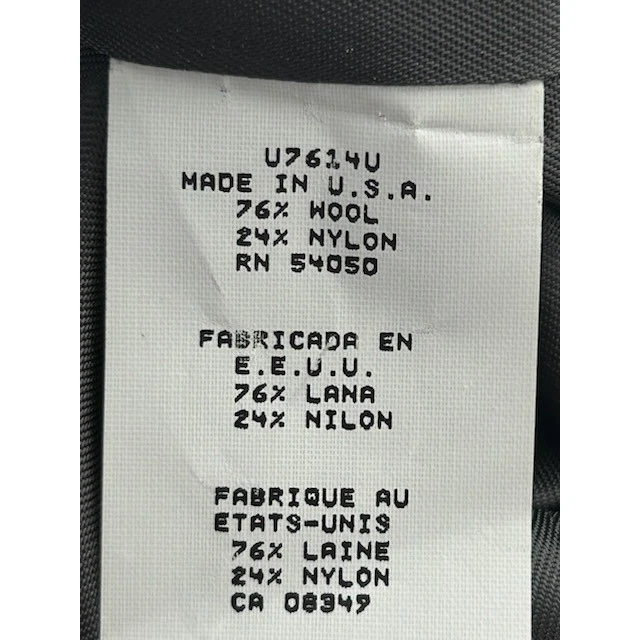 U7614U
MADE IN U.S.A.
76% WOOL
24% NYLON
RN 54050
FABRICADA EN
E.E.U.U.
76% LANA
24% NILON
FABRIQUE AU
ETATS-UNIS
76% LAINE
24% NYLON
CA 08349